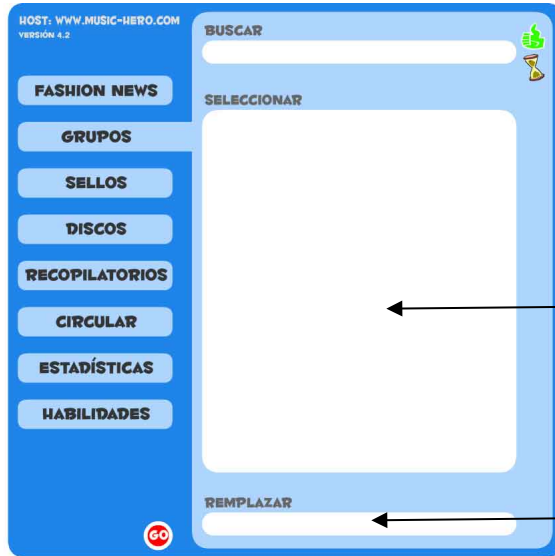 HOST: WWW.MUSIC-HERO.COM
VERSIÓN 4.2
FASHION NEWS
GRUPOS
SELLOS
DISCOS
RECOPILATORIOS
CIRCULAR
ESTADÍSTICAS
HABILIDADES
GO
BUSCAR
SELECCIONAR
REMPLAZAR